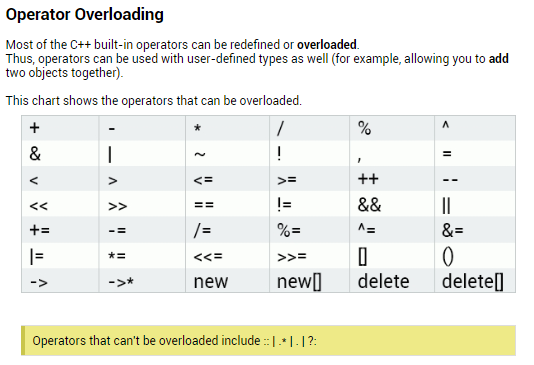 Operator Overloading
Most of the C++ built-in operators can be redefined or overloaded.
Thus, operators can be used with user-defined types as well (for example, allowing you to add
two objects together).
This chart shows the operators that can be overloaded.
+ - * / % ^
& | ~ ! , =
< > <= >= ++ --
<< >> == != && ||
+= -= /= %= ^= &=
|= *= <<= >>= [] ()
-> ->* new new[] delete delete[]
Operators that can't be overloaded include :: | .* | . | ?: